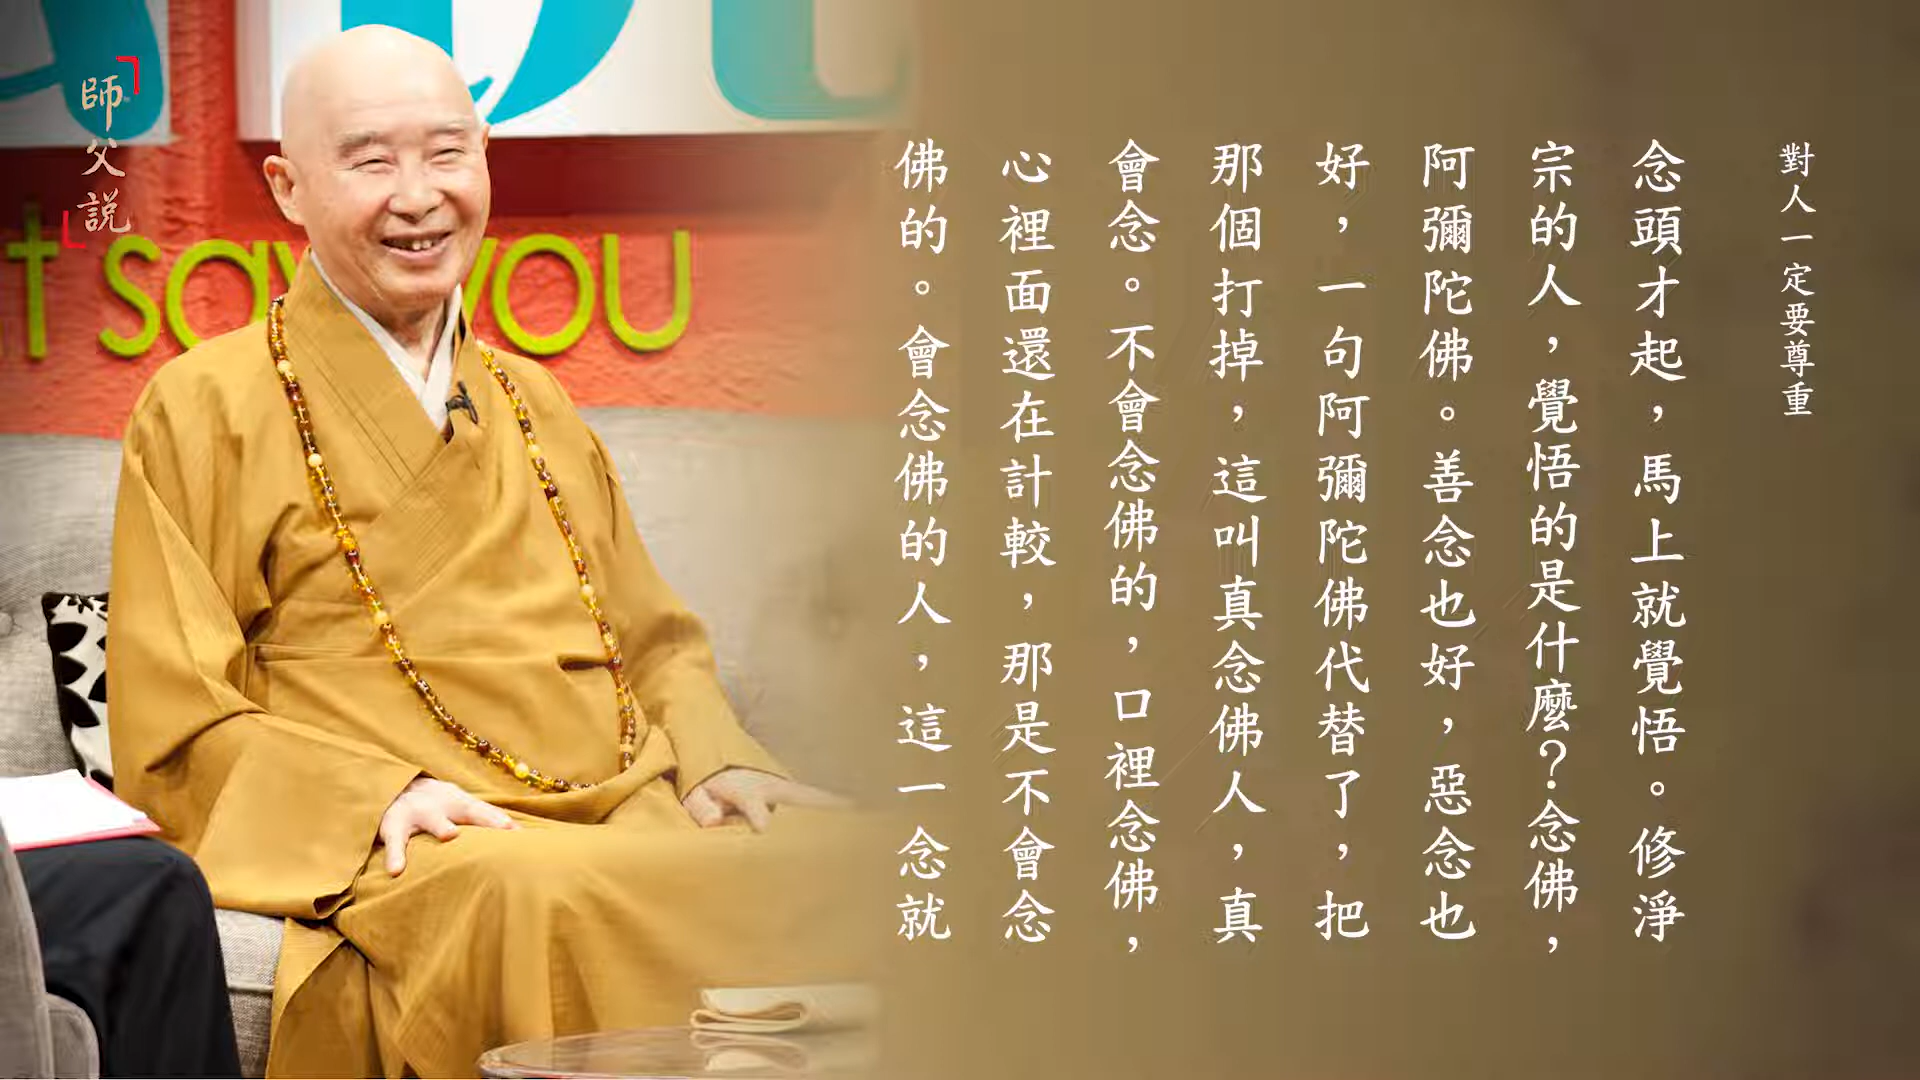 師父説
對人一定要尊重
念頭才起，馬上就覺悟。修淨
宗的人，覺悟的是什麼？念佛，
阿彌陀佛。善念也好，惡念也
好，一句阿彌陀佛代替了，把
那個打掉，這叫真念佛人，真
會念。不會念佛的，口裡念佛，
心裡面還在計較，那是不會念
佛的。會念佛的人，這一念就
t say you